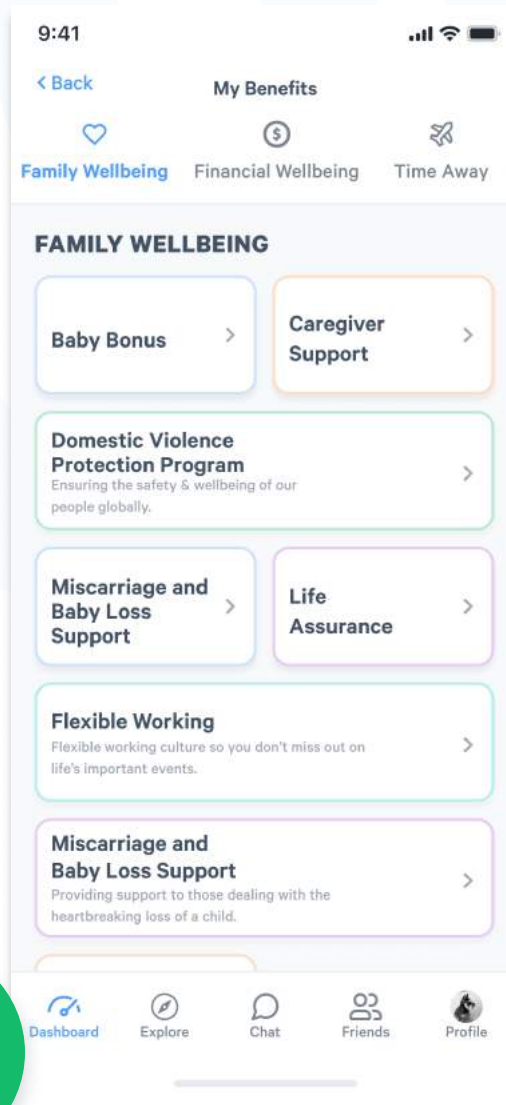 9:41
< Back
My Benefits
Family Wellbeing
Financial Wellbeing
Time Away
FAMILY WELLBEING
Baby Bonus
Caregiver
Support
Domestic Violence
Protection Program
Ensuring the safety & wellbeing of our
people globally.
Miscarriage and
Baby Loss
Support
Life
Assurance
Flexible Working
Flexible working culture so you don't miss out on
life's important events.
Miscarriage and
Baby Loss Support
Providing support to those dealing with the
heartbreaking loss of a child.
Dashboard
Explore
Chat
Friends
Profile